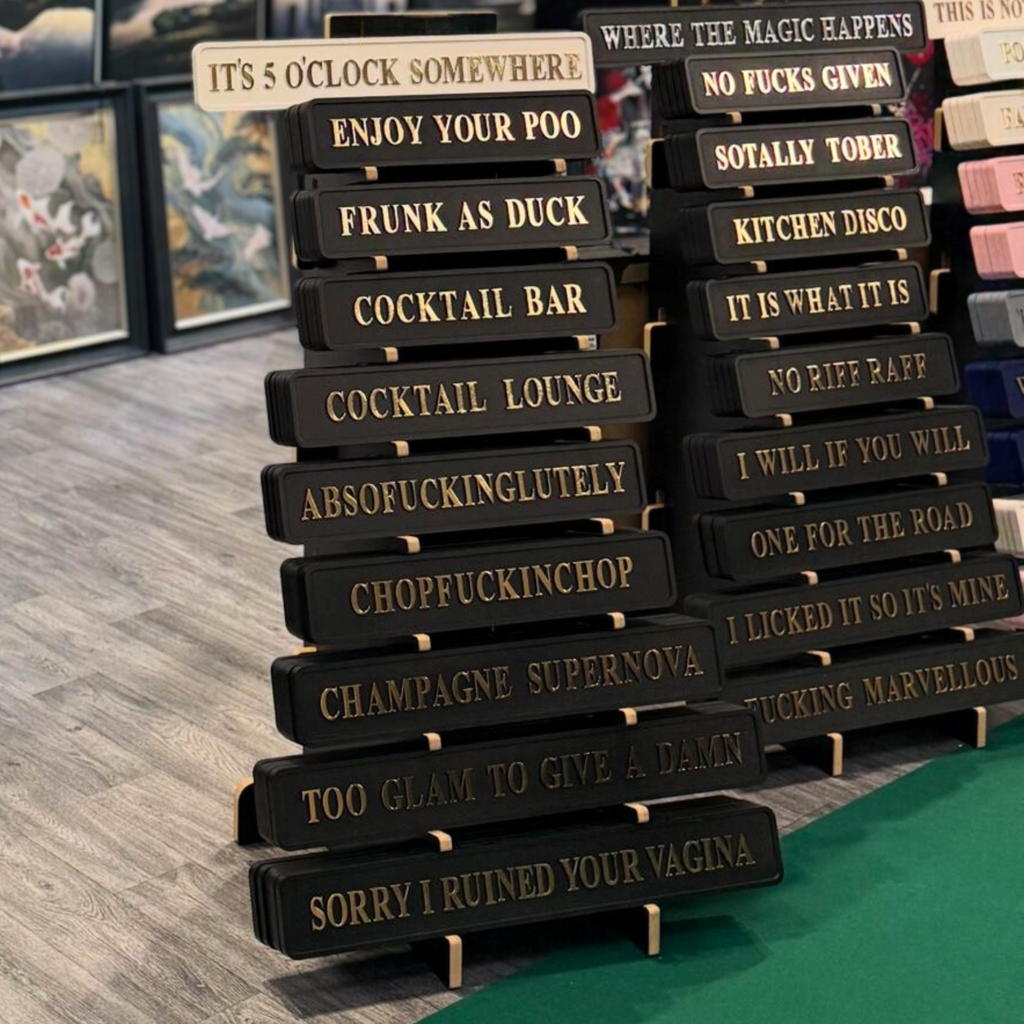 IT'S 5 O'CLOCK SOMEWHERE
ENJOY YOUR POO
FRUNK AS DUCK
COCKTAIL BAR
COCKTAIL LOUNGE
ABSOFUCKINGLUTELY
CHOPFUCKINCHOP
CHAMPAGNE SUPERNOVA
TOO GLAM TO GIVE A DAMN
SORRY I RUINED YOUR VAGINA
WHERE THE MAGIC HAPPENS
NO FUCKS GIVEN
SOTALLY TOBER
KITCHEN DISCO
IT IS WHAT IT IS
NO RIFF RAFF
I WILL IF YOU WILL
ONE FOR THE ROAD
I LICKED IT SO IT'S MINE
FUCKING MARVELLOUS
THIS IS